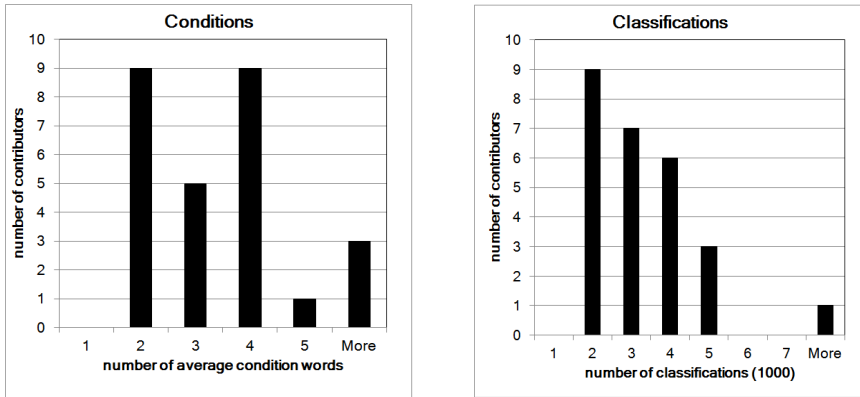 Conditions
10
9
8
7
6
5
4
3
2
1
0
number of contributors
1 2 3 4 5 More
number of average condition words
Classifications
10
9
8
7
6
5
4
3
2
1
0
number of contributors
1 2 3 4 5 6 7 More
number of classifications (1000)